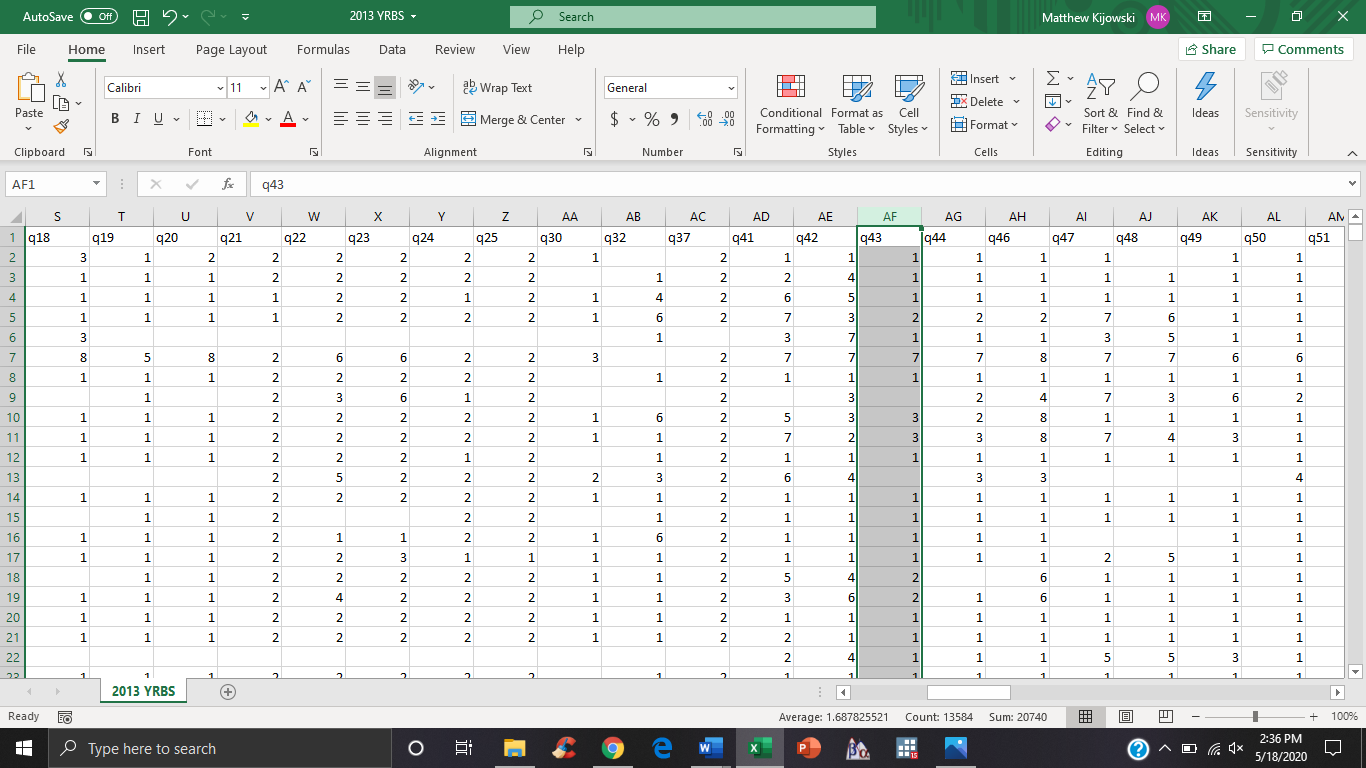 AutoSave Off 2013 YRBS Search Matthew Kijowski MK
File Home Insert Page Layout Formulas Data Review View Help Share Comments
Paste
Calibri 11 A A
B I U A
ab Wrap Text
Merge & Center
General
$ % 9 .00 .00
Conditional Formatting
Format as Table
Cell Styles
Insert
Delete
Format
Sort & Filter
Find & Select
Ideas
Sensitivity
Clipboard Font Alignment Number Styles Cells Editing Ideas Sensitivity
AF1 fx q43
S T U V W X Y Z AA AB AC AD AE AF AG AH AI AJ AK AL AM
1 q18 q19 q20 q21 q22 q23 q24 q25 q30 q32 q37 q41 q42 q43 q44 q46 q47 q48 q49 q50 q51
2 3 1 2 2 2 2 2 2 1 2 1 1 1 1 1 1 1 1
3 1 1 1 2 2 2 2 2 1 2 2 4 1 1 1 1 1 1 1
4 1 1 1 1 2 2 1 2 1 4 2 6 5 1 1 1 1 1 1 1
5 1 1 1 1 2 2 2 2 1 6 2 7 3 2 2 2 7 6 1 1
6 3 1 3 7 1 1 1 3 5 1 1
7 8 5 8 2 6 6 2 2 3 2 7 7 7 7 8 7 7 6 6
8 1 1 1 2 2 2 2 2 1 2 1 1 1 1 1 1 1 1 1
9 1 2 3 6 1 2 2 3 2 4 7 3 6 2
10 1 1 1 2 2 2 2 2 1 6 2 5 3 3 2 8 1 1 1 1
11 1 1 1 2 2 2 2 2 1 1 2 7 2 3 3 8 7 4 3 1
12 1 1 1 2 2 2 1 2 1 2 1 1 1 1 1 1 1 1 1
13 2 5 2 2 2 2 3 2 6 4 3 3 4
14 1 1 1 2 2 2 2 2 1 1 2 1 1 1 1 1 1 1 1 1
15 1 1 2 2 2 1 2 1 1 1 1 1 1 1 1 1
16 1 1 1 2 1 1 2 2 1 6 2 1 1 1 1 1 1 1
17 1 1 1 2 2 3 1 1 1 1 2 1 1 1 1 1 2 5 1 1
18 1 1 2 2 2 2 2 1 1 2 5 4 2 6 1 1 1 1
19 1 1 1 2 4 2 2 2 1 1 2 3 6 2 1 6 1 1 1 1
20 1 1 1 2 2 2 2 2 1 1 2 1 1 1 1 1 1 1 1 1
21 1 1 1 2 2 2 2 2 1 1 2 2 1 1 1 1 1 1 1 1
22 2 4 1 1 1 5 5 3 1
23 1 1 1 2 2 2 2 2 1 2 1 1 1 1 1 1 1 1 1
2013 YRBS
Ready Average: 1.687825521 Count: 13584 Sum: 20740 100%
Type here to search
2:36 PM
5/18/2020